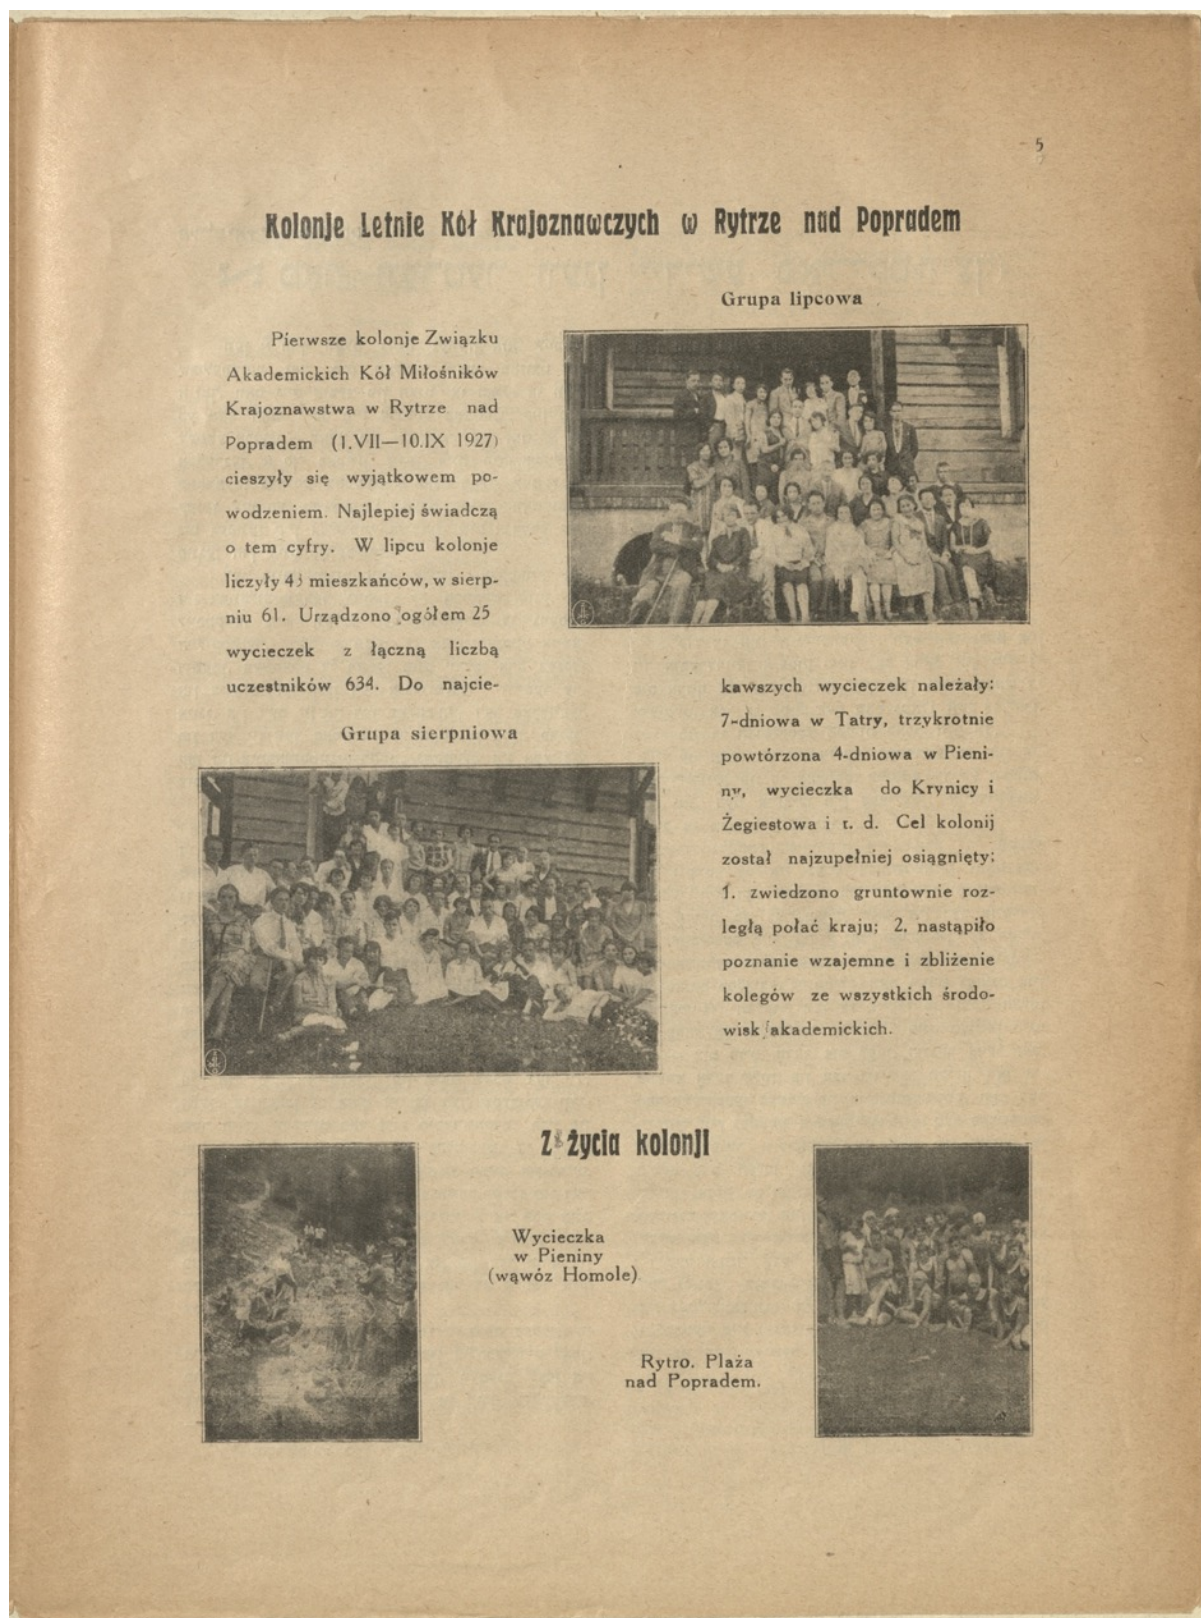 5
Kolonje Letnie Kół Krajoznawczych w Rytrze nad Popradem
Grupa lipcowa
Pierwsze kolonje Związku
Akademickich Kół Miłośników
Krajoznawstwa w Rytrze nad
Popradem (1.VII—10.IX 1927)
cieszyły się wyjątkowem po-
wodzeniem. Najlepiej świadczą
o tem cyfry. W lipcu kolonje
liczyły mieszkańców, w sierp-
niu 61. Urządzono ogółem 25
wycieczek z łączną liczbą
uczestników 634. Do najcie-
Grupa sierpniowa
kawszych wycieczek należały:
7-dniowa w Tatry, trzykrotnie
powtórzona 4-dniowa w Pieni-
ny, wycieczka do Krynicy i
Żegiestowa i t. d. Cel kolonij
został najzupełniej osiągnięty:
1. zwiedzono gruntownie roz-
ległą połać kraju; 2. nastąpiło
poznanie wzajemne i zbliżenie
kolegów ze wszystkich środo-
wisk akademickich.
Z życia kolonji
Wycieczka
w Pieniny
(wąwóz Homole)
Rytro. Plaża
nad Popradem.